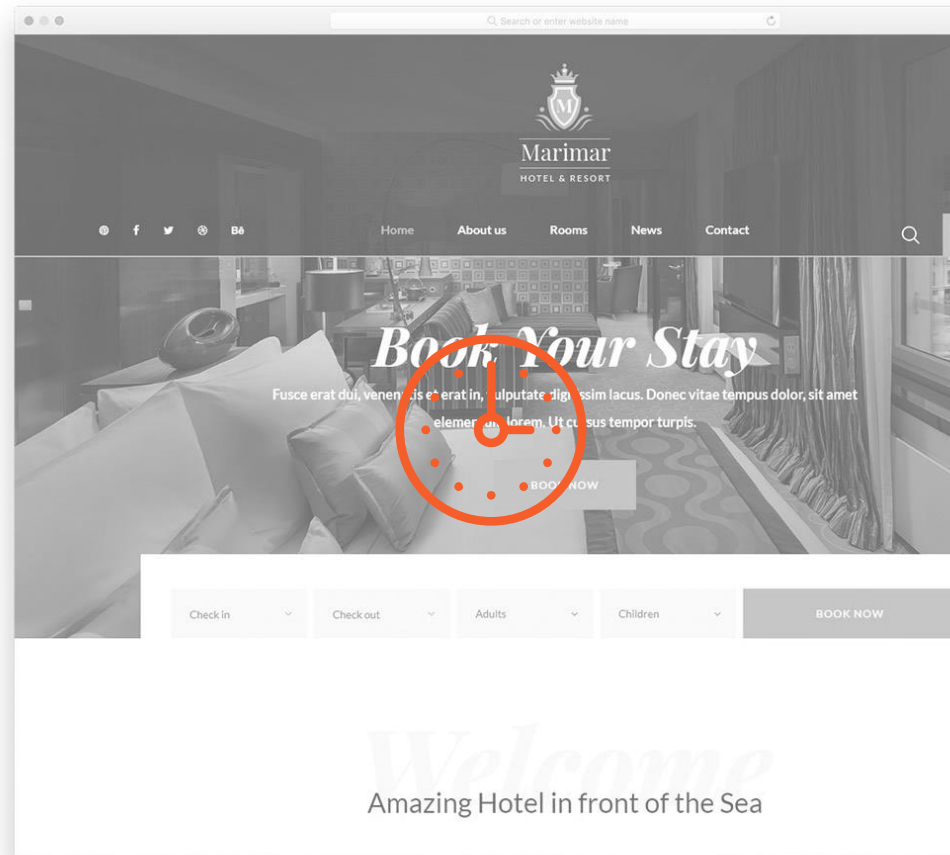 Search or enter website name
M
Marimar
HOTEL & RESORT
Bē
Home About us Rooms News Contact
Book Your Stay
Fusce erat dui, venenatis et erat in, vulputate dignissim lacus. Donec vitae tempus dolor, sit amet
lorem. Ut cursus tempor turpis.
BOOK NOW
Check in Check out Adults Children BOOK NOW
Welcome
Amazing Hotel in front of the Sea